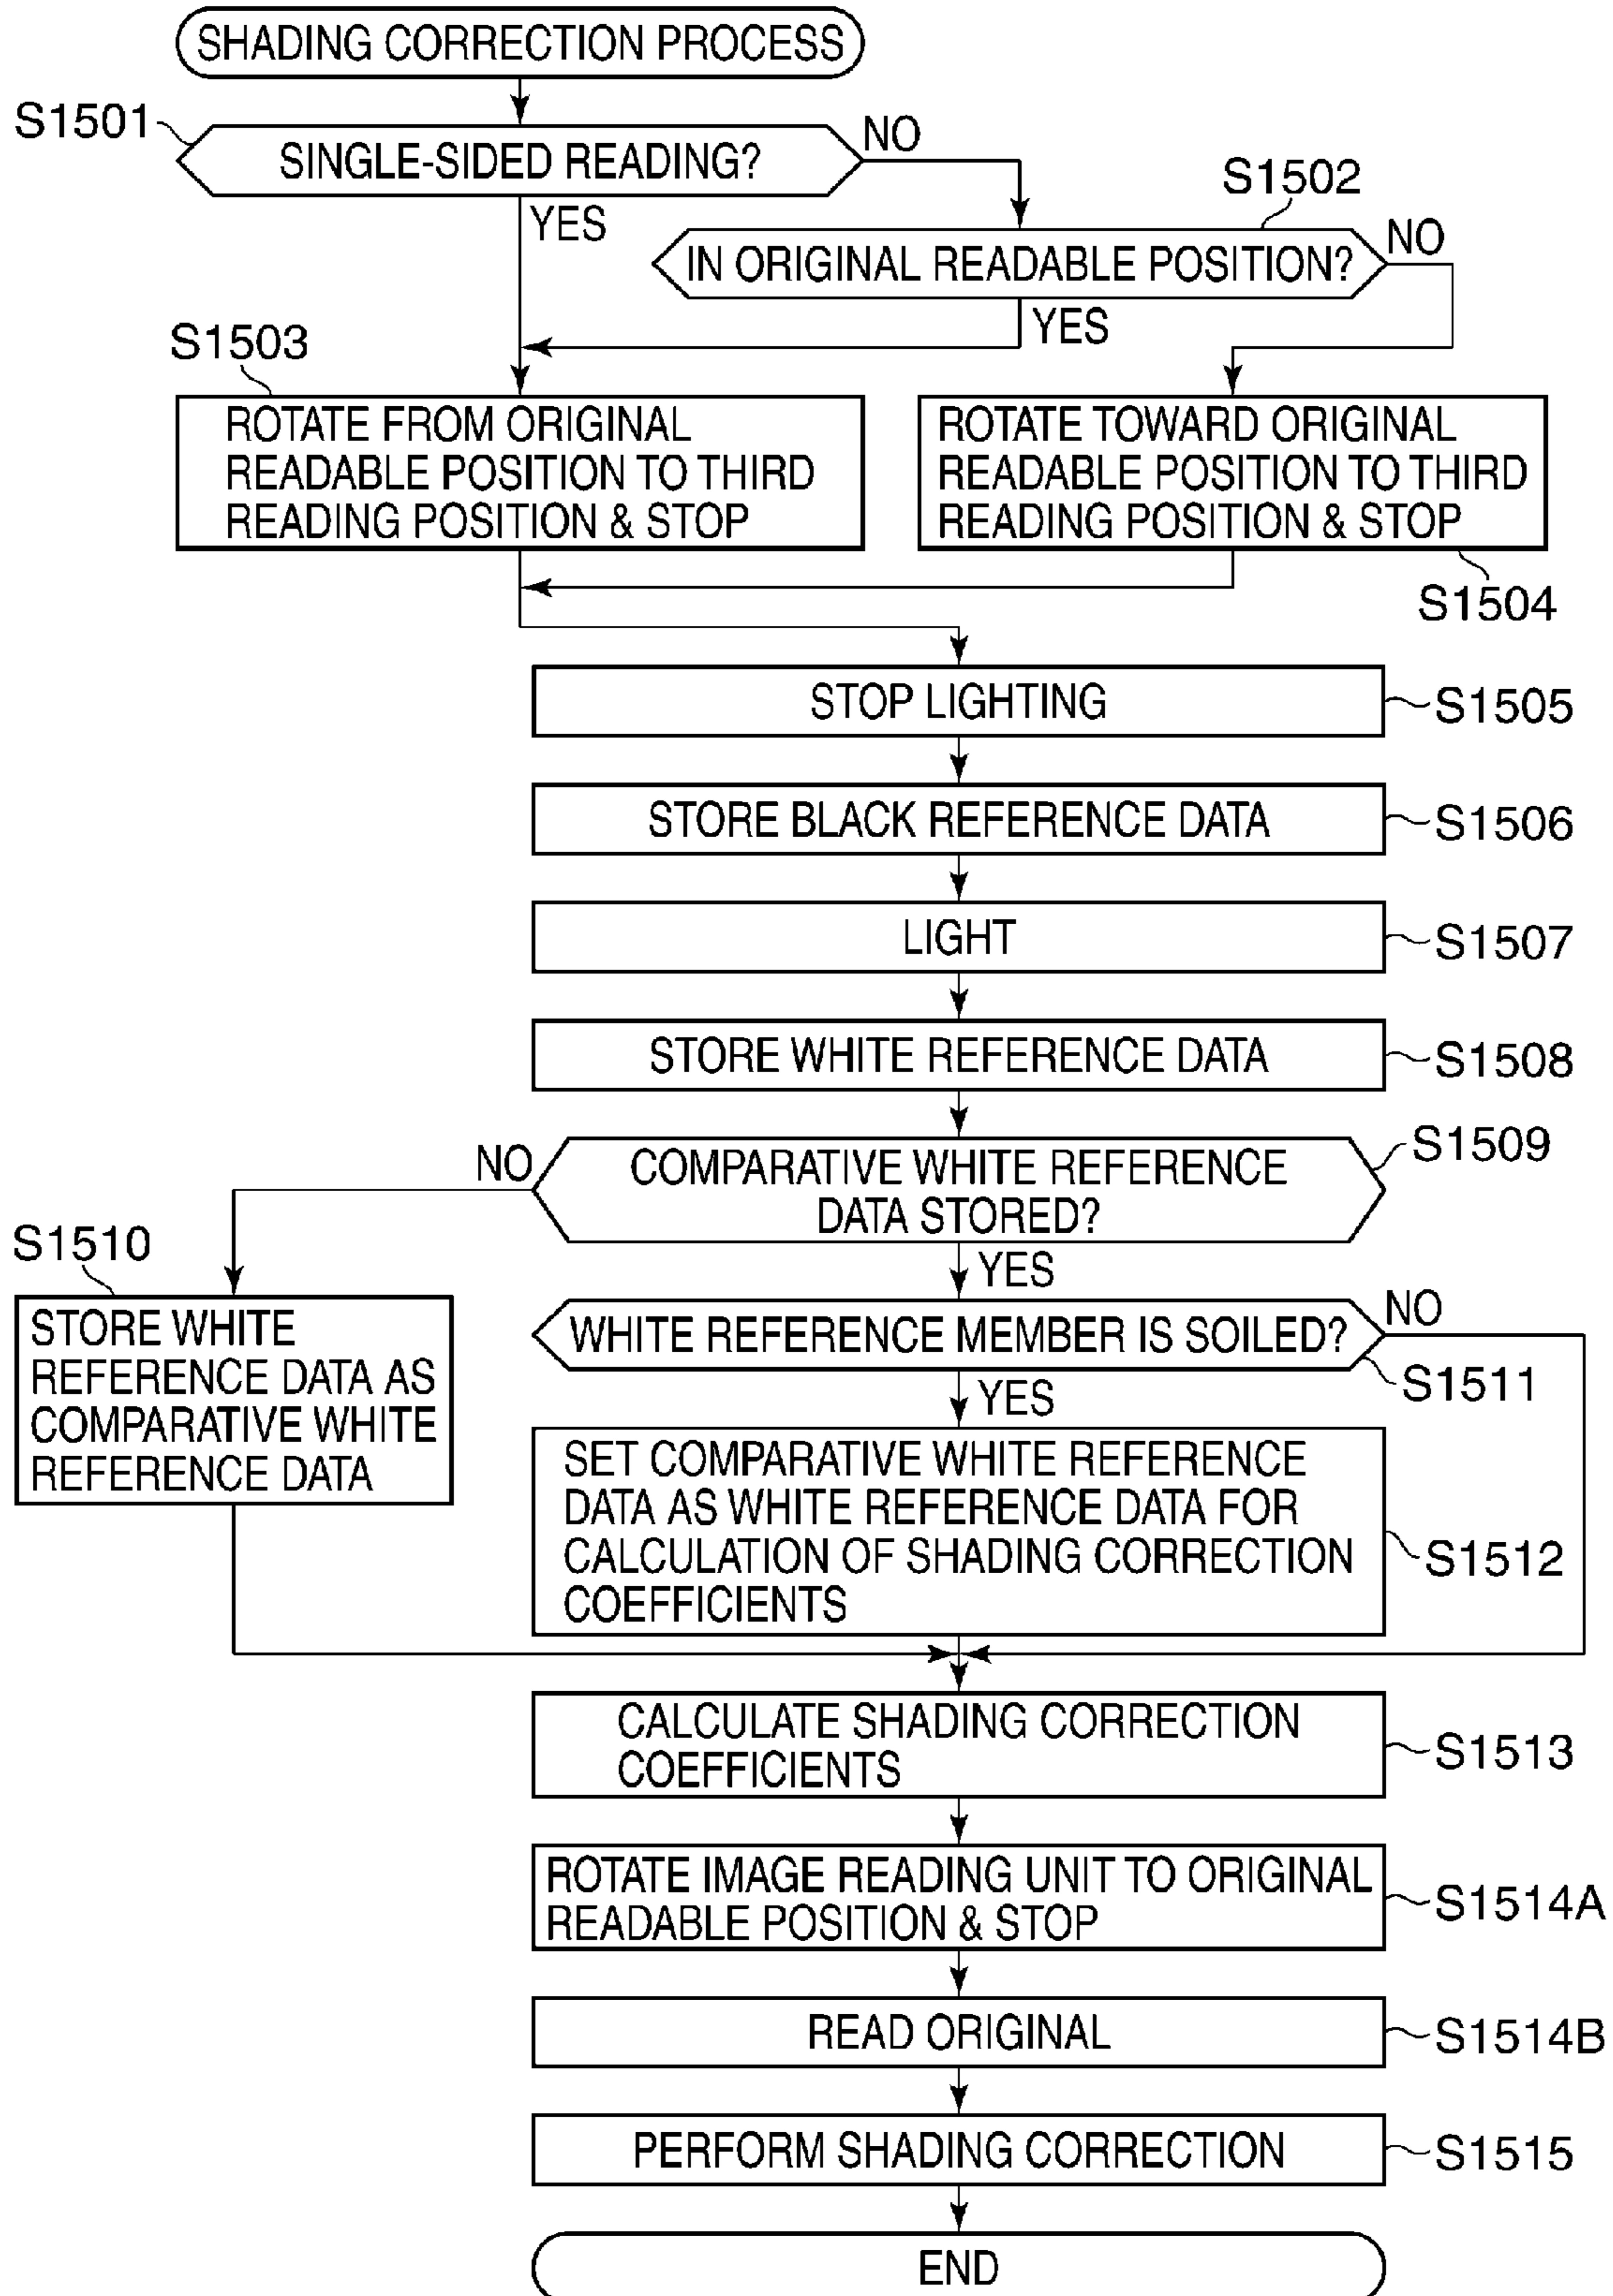 SHADING CORRECTION PROCESS
S1501
SINGLE-SIDED READING?
NO
YES
S1502
IN ORIGINAL READABLE POSITION?
NO
YES
S1503
ROTATE FROM ORIGINAL
READABLE POSITION TO THIRD
READING POSITION & STOP
ROTATE TOWARD ORIGINAL
READABLE POSITION TO THIRD
READING POSITION & STOP
S1504
STOP LIGHTING
S1505
STORE BLACK REFERENCE DATA
S1506
LIGHT
S1507
STORE WHITE REFERENCE DATA
S1508
COMPARATIVE WHITE REFERENCE
DATA STORED?
S1509
NO
YES
S1510
STORE WHITE
REFERENCE DATA AS
COMPARATIVE WHITE
REFERENCE DATA
WHITE REFERENCE MEMBER IS SOILED?
NO
S1511
YES
SET COMPARATIVE WHITE REFERENCE
DATA AS WHITE REFERENCE DATA FOR
CALCULATION OF SHADING CORRECTION
COEFFICIENTS
S1512
CALCULATE SHADING CORRECTION
COEFFICIENTS
S1513
ROTATE IMAGE READING UNIT TO ORIGINAL
READABLE POSITION & STOP
S1514A
READ ORIGINAL
S1514B
PERFORM SHADING CORRECTION
S1515
END